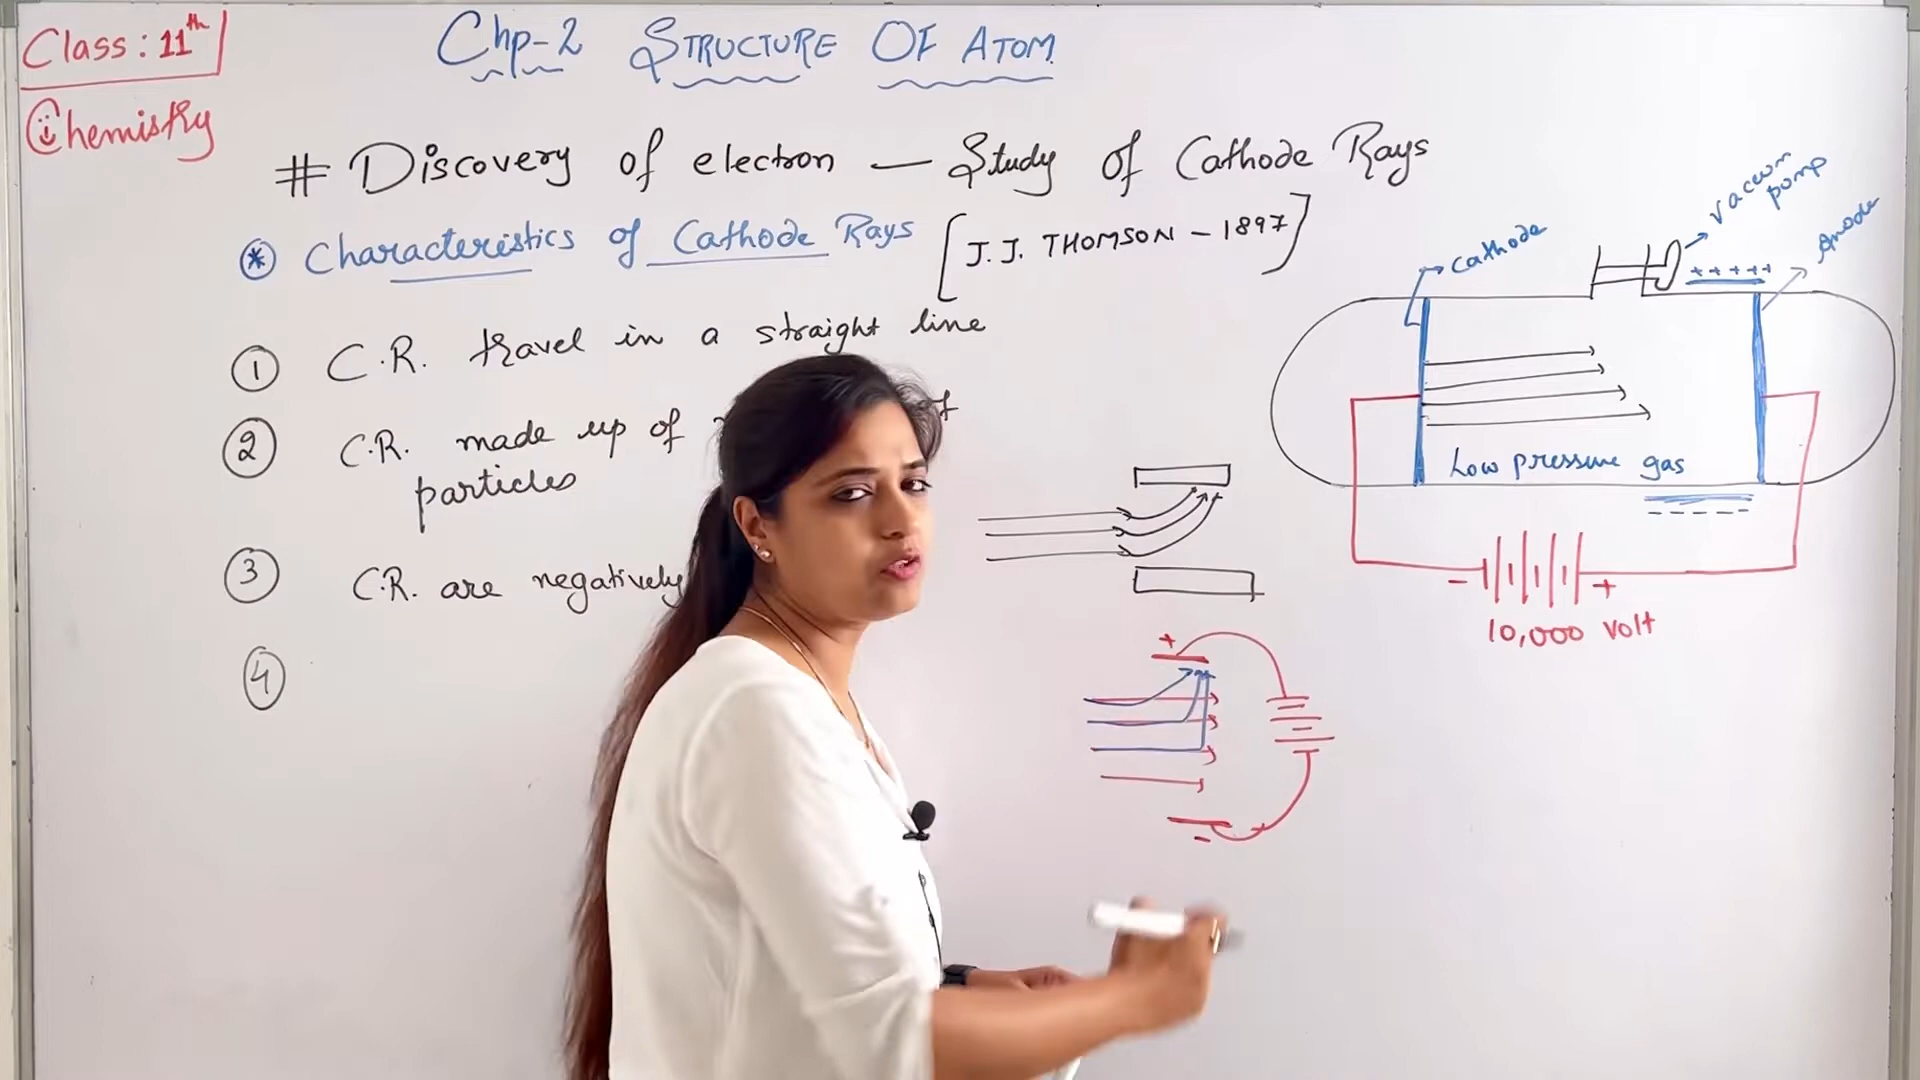 Class: 11th
Chemistry
Chp-2 STRUCTURE OF ATOM
# Discovery of electron — Study of Cathode Rays
* Characteristics of Cathode Rays [J.J. THOMSON - 1897]
1 C.R. travel in a straight line
2 C.R. made up of
particles
3 C.R. are negatively
4
vacuum
pump
Cathode
Anode
+++++
Low pressure gas
- +
10,000 volt
+
-